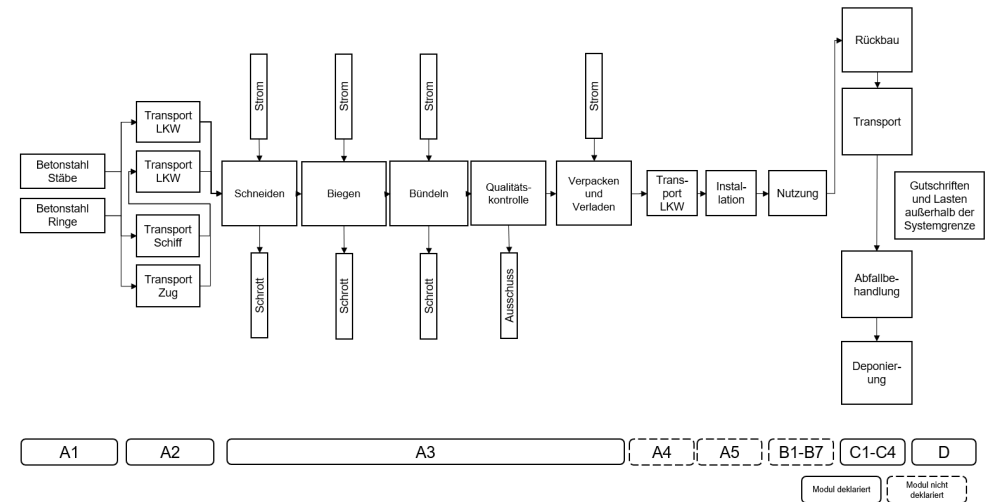 Betonstahl
Stäbe
Betonstahl
Ringe
Transport
LKW
Transport
LKW
Transport
Schiff
Transport
Zug
Strom
Strom
Strom
Strom
Schneiden
Biegen
Bündeln
Qualitäts-
kontrolle
Verpacken
und
Verladen
Schrott
Schrott
Schrott
Ausschuss
Trans-
port
LKW
Instal-
lation
Nutzung
Rückbau
Transport
Abfallbe-
handlung
Deponier-
ung
Gutschriften
und Lasten
außerhalb der
Systemgrenze
A1
A2
A3
A4
A5
B1-B7
C1-C4
D
Modul deklariert
Modul nicht
deklariert